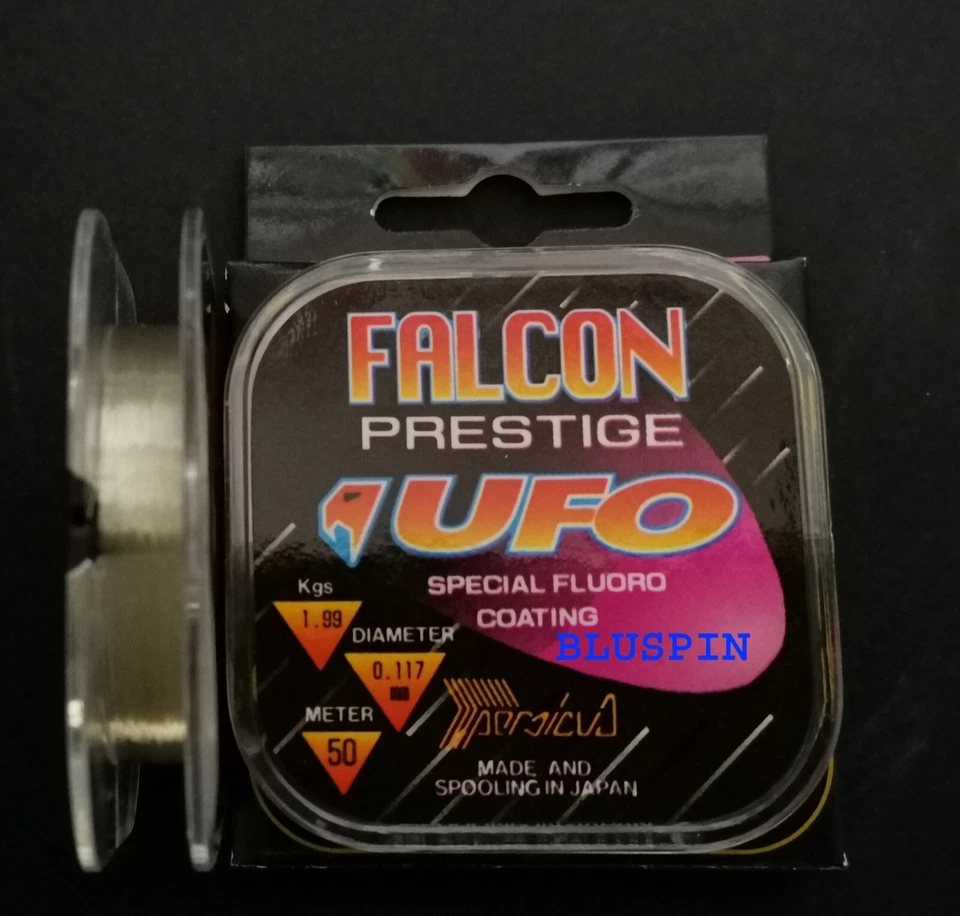 FALCON
PRESTIGE
UFO
SPECIAL FLUORO
COATING
BLUSPIN
Kgs
1.99
DIAMETER
0.117
METER
50
MADE AND
SPOOLING IN JAPAN